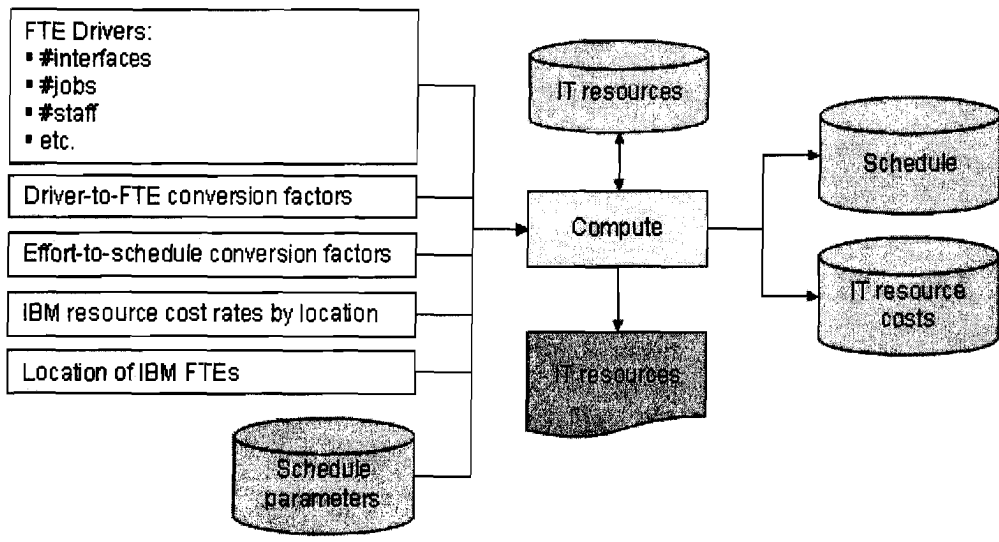 FTE Drivers:
▪ #interfaces
▪ #jobs
▪ #staff
▪ etc.
Driver-to-FTE conversion factors
Effort-to-schedule conversion factors
IBM resource cost rates by location
Location of IBM FTEs
Schedule
parameters
IT resources
Compute
IT resources
Schedule
IT resource
costs